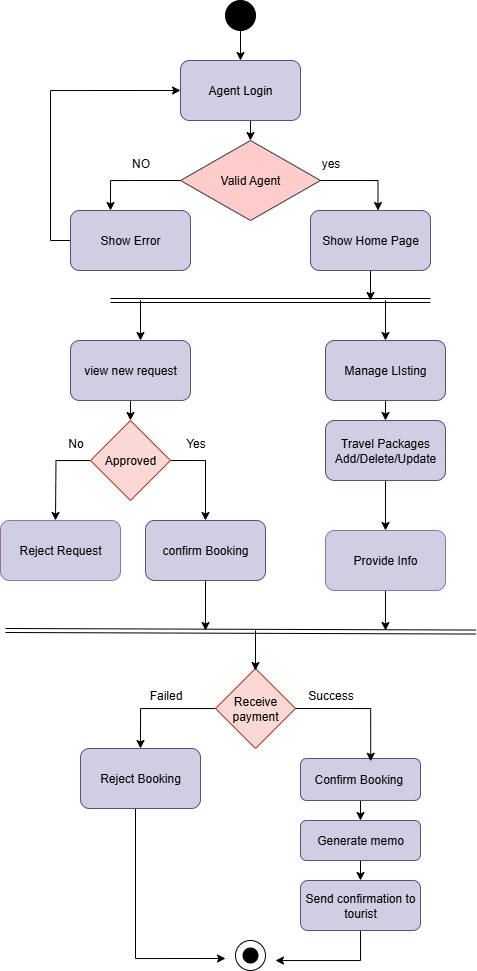 Agent Login
NO
yes
Valid Agent
Show Error
Show Home Page
view new request
Manage LIsting
No
Yes
Approved
Travel Packages
Add/Delete/Update
Reject Request
confirm Booking
Provide Info
Failed
Success
Receive
payment
Reject Booking
Confirm Booking
Generate memo
Send confirmation to
tourist